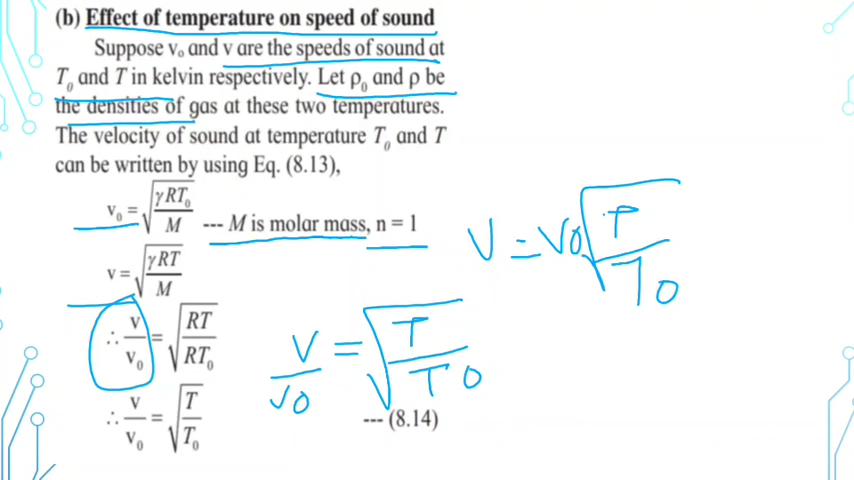 (b) Effect of temperature on speed of sound
Suppose v₀ and v are the speeds of sound at
T₀ and T in kelvin respectively. Let ρ₀ and ρ be
the densities of gas at these two temperatures.
The velocity of sound at temperature T₀ and T
can be written by using Eq. (8.13),
v₀ = √(γRT₀/M) --- M is molar mass, n = 1
v = √(γRT/M)
V = V0 √(T/T0)
∴ v/v₀ = √(RT/RT₀)
V/V0 = √(T/T0)
∴ v/v₀ = √(T/T₀) --- (8.14)